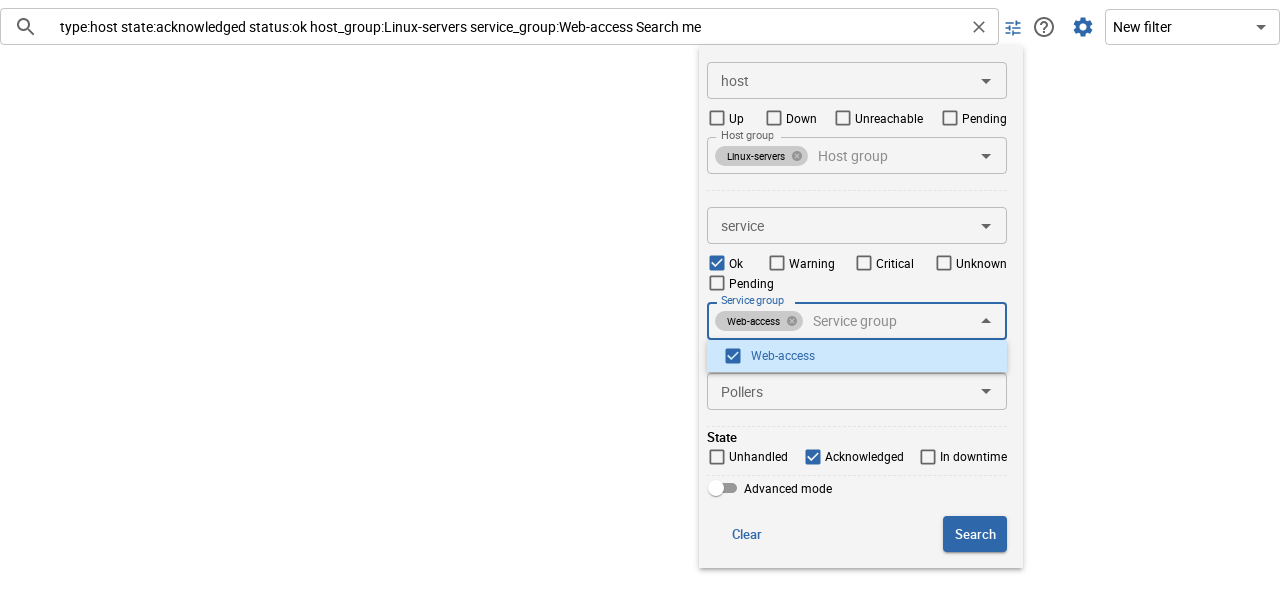 type:host state:acknowledged status:ok host_group:Linux-servers service_group:Web-access Search me
New filter
host
Up Down Unreachable Pending
Host group
Linux-servers Host group
service
Ok Warning Critical Unknown
Pending
Service group
Web-access Service group
Web-access
Pollers
State
Unhandled Acknowledged In downtime
Advanced mode
Clear Search